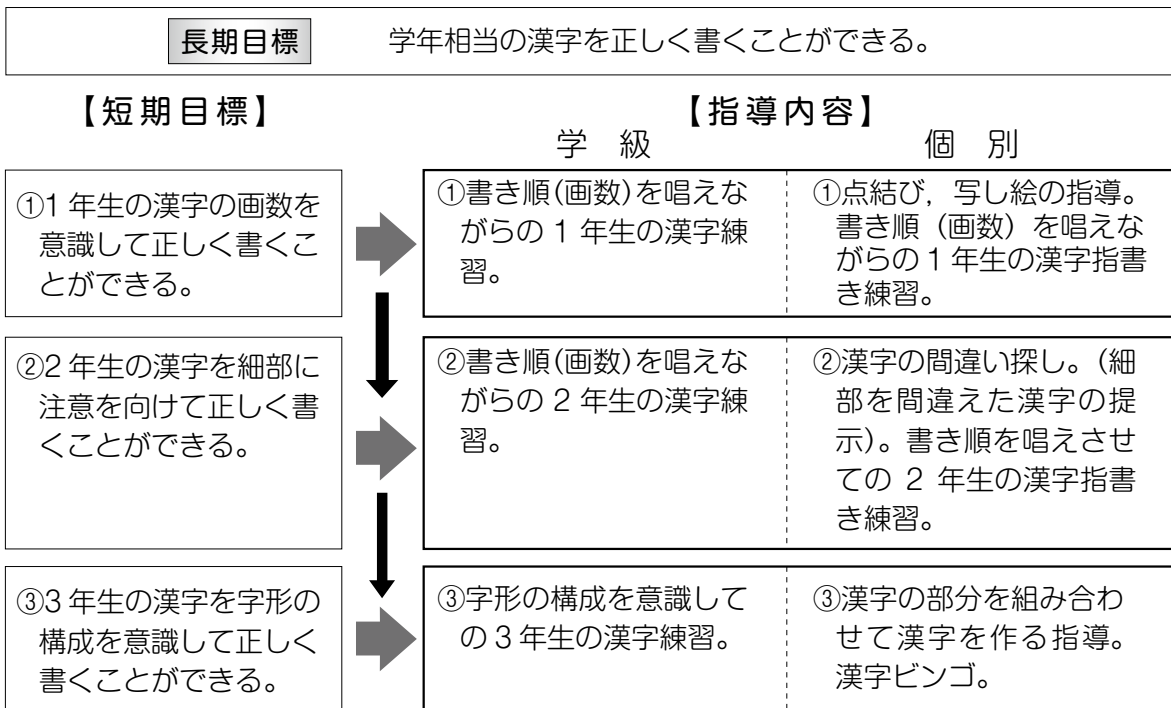 長期目標 学年相当の漢字を正しく書くことができる。
【短期目標】 【指導内容】
学 級 個 別
①1年生の漢字の画数を
意識して正しく書くこ
とができる。
①書き順(画数)を唱えな
がらの1年生の漢字練
習。
①点結び，写し絵の指導。
書き順（画数）を唱えな
がらの1年生の漢字指書
き練習。
②2年生の漢字を細部に
注意を向けて正しく書
くことができる。
②書き順(画数)を唱えな
がらの2年生の漢字練
習。
②漢字の間違い探し。(細
部を間違えた漢字の提
示)。書き順を唱えさせ
ての2年生の漢字指書
き練習。
③3年生の漢字を字形の
構成を意識して正しく
書くことができる。
③字形の構成を意識して
の3年生の漢字練習。
③漢字の部分を組み合わ
せて漢字を作る指導。
漢字ビンゴ。